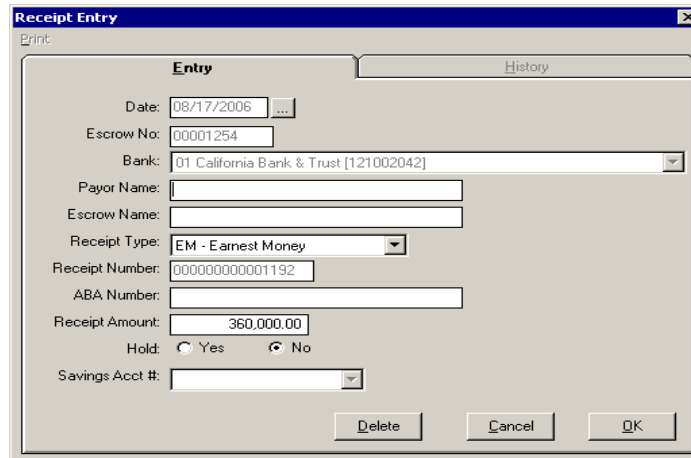 Receipt Entry
Print
Entry History
Date: 08/17/2006 ...
Escrow No: 00001254
Bank: 01 California Bank & Trust [121002042]
Payor Name:
Escrow Name:
Receipt Type: EM - Earnest Money
Receipt Number: 000000000001192
ABA Number:
Receipt Amount: 360,000.00
Hold: Yes No
Savings Acct #:
Delete Cancel OK